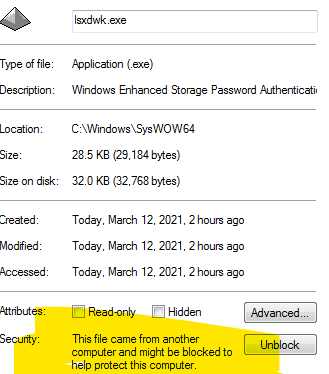 lsxdwk.exe
Type of file: Application (.exe)
Description: Windows Enhanced Storage Password Authenticatio
Location: C:\Windows\SysWOW64
Size: 28.5 KB (29,184 bytes)
Size on disk: 32.0 KB (32,768 bytes)
Created: Today, March 12, 2021, 2 hours ago
Modified: Today, March 12, 2021, 2 hours ago
Accessed: Today, March 12, 2021, 2 hours ago
Attributes: Read-only Hidden Advanced...
Security: This file came from another
computer and might be blocked to Unblock
help protect this computer.